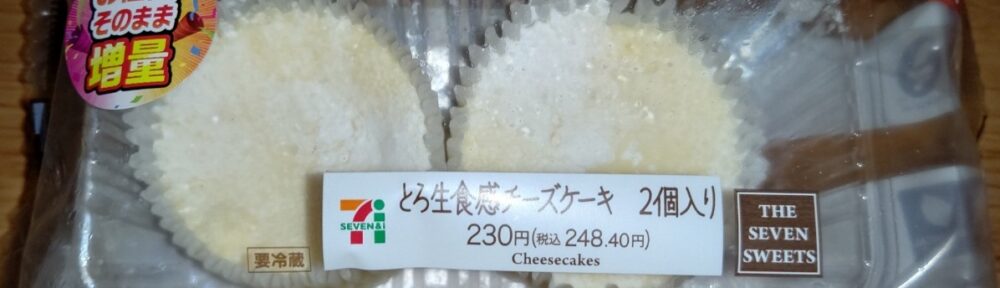 そのまま
増量
とろ生食感チーズケーキ 2個入り
230円(税込 248.40円)
Cheesecakes
SEVEN&i
要冷蔵
THE
SEVEN
SWEETS